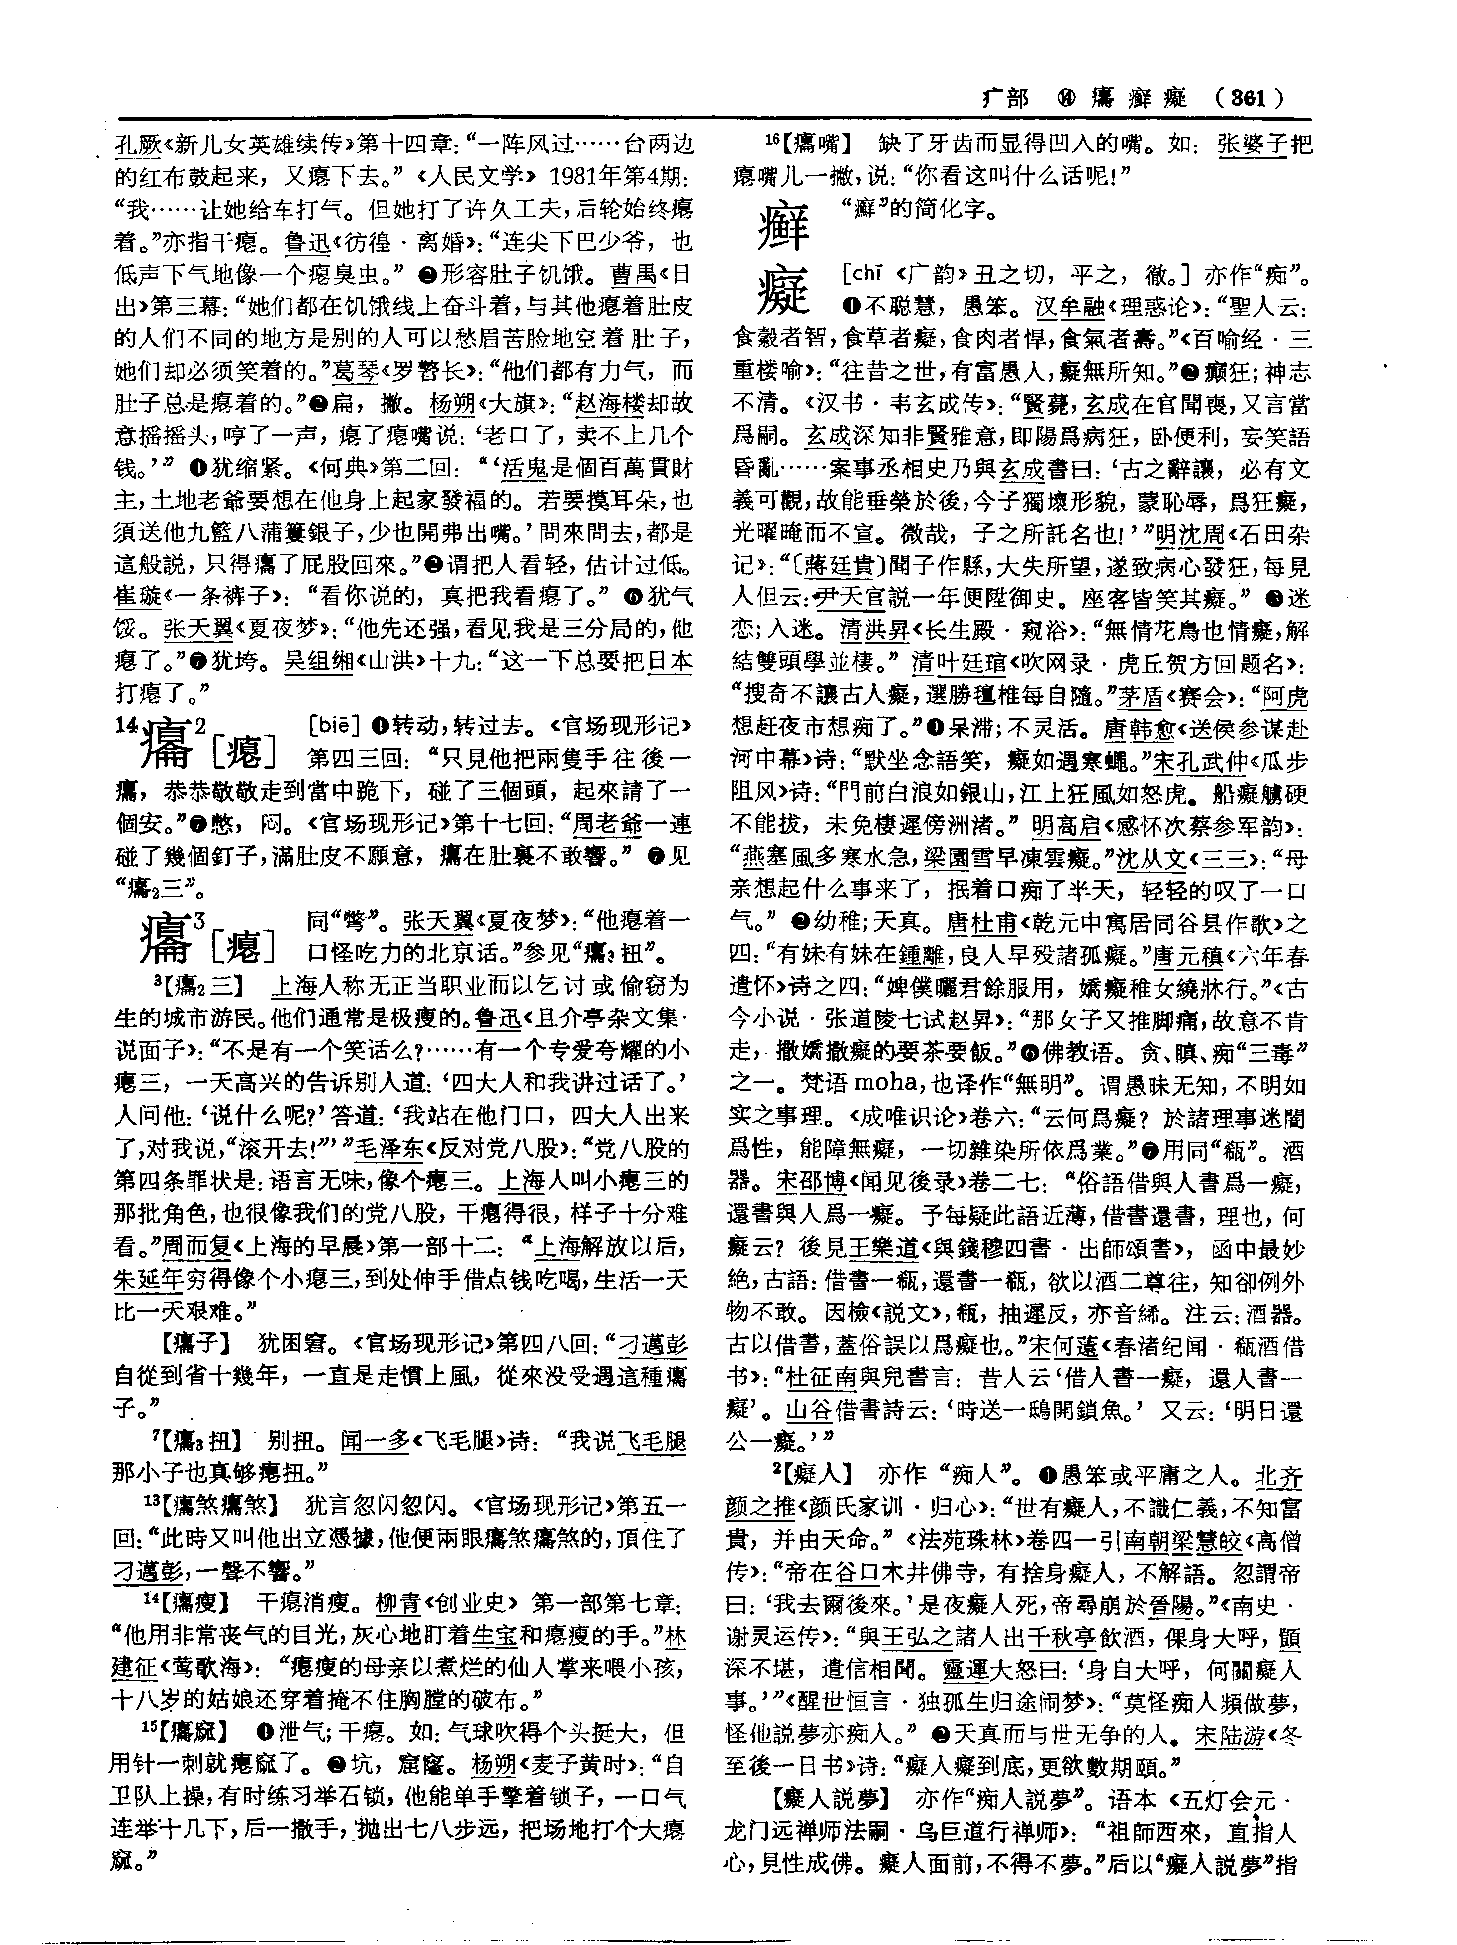 疒部 ⑭ 癟 癬 癡 (361)
孔厥《新儿女英雄续传》第十四章：“一阵风过……台两边
的红布鼓起来，又瘪下去。”《人民文学》1981年第4期：
“我……让她给车打气。但她打了许久工夫，后轮始终瘪
着。”亦指干瘪。鲁迅《彷徨·离婚》：“连尖下巴少爷，也
低声下气地像一个瘪臭虫。”❷形容肚子饥饿。曹禺《日
出》第三幕：“她们都在饥饿线上奋斗着，与其他瘪着肚皮
的人们不同的地方是别的人可以愁眉苦脸地空着肚子，
她们却必须笑着的。”葛琴《罗警长》：“他们都有力气，而
肚子总是瘪着的。”❸扁，撇。杨朔《大旗》：“赵海楼却故
意摇摇头，哼了一声，瘪了瘪嘴说：‘老口了，卖不上几个
钱。’”❹犹缩紧。《何典》第二回：“‘活鬼是個百萬貫財
主，土地老爺要想在他身上起家發福的。若要摸耳朵，也
須送他九籃八蒲簍銀子，少也開弗出嘴。’問來問去，都是
這般説，只得癟了屁股回來。”❺谓把人看轻，估计过低。
崔璇《一条裤子》：“看你说的，真把我看瘪了。”❻犹气
馁。张天翼《夏夜梦》：“他先还强，看见我是三分局的，他
瘪了。”❼犹垮。吴组缃《山洪》十九：“这一下总要把日本
打瘪了。”
14癟2［瘪］ [biē] ❶转动，转过去。《官场现形记》
第四三回：“只見他把兩隻手往後一
癟，恭恭敬敬走到當中跪下，碰了三個頭，起來請了一
個安。”❷憋，闷。《官场现形记》第十七回：“周老爺一連
碰了幾個釘子，滿肚皮不願意，癟在肚裏不敢響。”❸见
“癟2三”。
癟3［瘪］ 同“彆”。张天翼《夏夜梦》：“他瘪着一
口怪吃力的北京话。”参见“癟3扭”。
3【癟2三】 上海人称无正当职业而以乞讨或偷窃为
生的城市游民。他们通常是极瘦的。鲁迅《且介亭杂文集·
说面子》：“不是有一个笑话么？……有一个专爱夸耀的小
瘪三，一天高兴的告诉别人道：‘四大人和我讲过话了。’
人问他：‘说什么呢？’答道：‘我站在他门口，四大人出来
了，对我说，“滚开去！”’”毛泽东《反对党八股》：“党八股的
第四条罪状是：语言无味，像个瘪三。上海人叫小瘪三的
那批角色，也很像我们的党八股，干瘪得很，样子十分难
看。”周而复《上海的早晨》第一部十二：“上海解放以后，
朱延年穷得像个小瘪三，到处伸手借点钱吃喝，生活一天
比一天艰难。”
【癟子】 犹困窘。《官场现形记》第四八回：“刁邁彭
自從到省十幾年，一直是走慣上風，從來没受過這種癟
子。”
7【癟3扭】 别扭。闻一多《飞毛腿》诗：“我说飞毛腿
那小子也真够瘪扭。”
13【癟煞癟煞】 犹言忽闪忽闪。《官场现形记》第五一
回：“此時又叫他出立憑據，他便兩眼癟煞癟煞的，頂住了
刁邁彭，一聲不響。”
14【癟瘦】 干瘪消瘦。柳青《创业史》第一部第七章：
“他用非常丧气的目光，灰心地盯着生宝和瘪瘦的手。”林
建征《莺歌海》：“瘪瘦的母亲以煮烂的仙人掌来喂小孩，
十八岁的姑娘还穿着掩不住胸膛的破布。”
15【癟窳】 ❶泄气；干瘪。如：气球吹得个头挺大，但
用针一刺就瘪窳了。❷坑，窟窿。杨朔《麦子黄时》：“自
卫队上操，有时练习举石锁，他能单手擎着锁子，一口气
连举十几下，后一撒手，抛出七八步远，把场地打个大瘪
窳。”
16【癟嘴】 缺了牙齿而显得凹入的嘴。如：张婆子把
瘪嘴儿一撇，说：“你看这叫什么话呢！”
癣 “癬”的简化字。
癡 [chī 《广韵》丑之切，平之，徹。] 亦作“痴”。
❶不聪慧，愚笨。汉牟融《理惑论》：“聖人云：
食穀者智，食草者癡，食肉者悍，食氣者壽。”《百喻经·三
重楼喻》：“往昔之世，有富愚人，癡無所知。”❷癫狂；神志
不清。《汉书·韦玄成传》：“賢薨，玄成在官聞喪，又言當
爲嗣。玄成深知非賢雅意，即陽爲病狂，卧便利，妄笑語
昏亂……案事丞相史乃與玄成書曰：‘古之辭讓，必有文
義可觀，故能垂榮於後，今子獨壞形貌，蒙恥辱，爲狂癡，
光曜晻而不宣。微哉，子之所託名也！’”明沈周《石田杂
记》：“〔蔣廷貴〕聞子作縣，大失所望，遂致病心發狂，每見
人但云：尹天官説一年便陞御史。座客皆笑其癡。”❸迷
恋；入迷。清洪昇《长生殿·窥浴》：“無情花鳥也情癡，解
結雙頭學並棲。”清叶廷琯《吹网录·虎丘贺方回题名》：
“搜奇不讓古人癡，選勝氊椎每自隨。”茅盾《赛会》：“阿虎
想赶夜市想痴了。”❹呆滞；不灵活。唐韩愈《送侯参谋赴
河中幕》诗：“默坐念語笑，癡如遇寒蠅。”宋孔武仲《瓜步
阻风》诗：“門前白浪如銀山，江上狂風如怒虎。船癡艣硬
不能拔，未免棲遲傍洲渚。”明高启《感怀次蔡参军韵》：
“燕塞風多寒水急，梁園雪早凍雲癡。”沈从文《三三》：“母
亲想起什么事来了，抿着口痴了半天，轻轻的叹了一口
气。”❺幼稚；天真。唐杜甫《乾元中寓居同谷县作歌》之
四：“有妹有妹在鍾離，良人早殁諸孤癡。”唐元稹《六年春
遣怀》诗之四：“婢僕曬君餘服用，嬌癡稚女繞牀行。”《古
今小说·张道陵七试赵昇》：“那女子又推脚痛，故意不肯
走，撒嬌撒癡的要茶要飯。”❻佛教语。贪、瞋、痴“三毒”
之一。梵语moha，也译作“無明”。谓愚昧无知，不明如
实之事理。《成唯识论》卷六：“云何爲癡？於諸理事迷闇
爲性，能障無癡，一切雜染所依爲業。”❼用同“瓻”。酒
器。宋邵博《闻见後录》卷二七：“俗語借與人書爲一癡，
還書與人爲一癡。予每疑此語近薄，借書還書，理也，何
癡云？後見王樂道《與錢穆四書·出師頌書》，函中最妙
絶，古語：借書一瓻，還書一瓻，欲以酒二尊往，知卻例外
物不敢。因檢《説文》，瓻，抽遲反，亦音絺。注云：酒器。
古以借書，蓋俗誤以爲癡也。”宋何薳《春渚纪闻·瓻酒借
书》：“杜征南與兒書言：昔人云‘借人書一癡，還人書一
癡’。山谷借書詩云：‘時送一鴟開鎖魚。’又云：‘明日還
公一癡。’”
2【癡人】 亦作“痴人”。❶愚笨或平庸之人。北齐
颜之推《颜氏家训·归心》：“世有癡人，不識仁義，不知富
貴，并由天命。”《法苑珠林》卷四一引南朝梁慧皎《高僧
传》：“帝在谷口木井佛寺，有捨身癡人，不解語。忽謂帝
曰：‘我去爾後來。’是夜癡人死，帝尋崩於晉陽。”《南史·
谢灵运传》：“與王弘之諸人出千秋亭飲酒，倮身大呼，顗
深不堪，遣信相聞。靈運大怒曰：‘身自大呼，何關癡人
事。’”《醒世恒言·独孤生归途闹梦》：“莫怪痴人頻做夢，
怪他説夢亦痴人。”❷天真而与世无争的人。宋陆游《冬
至後一日书》诗：“癡人癡到底，更欲數期頤。”
【癡人説夢】 亦作“痴人説夢”。语本《五灯会元·
龙门远禅师法嗣·乌巨道行禅师》：“祖師西來，直指人
心，見性成佛。癡人面前，不得不夢。”后以“癡人説夢”指